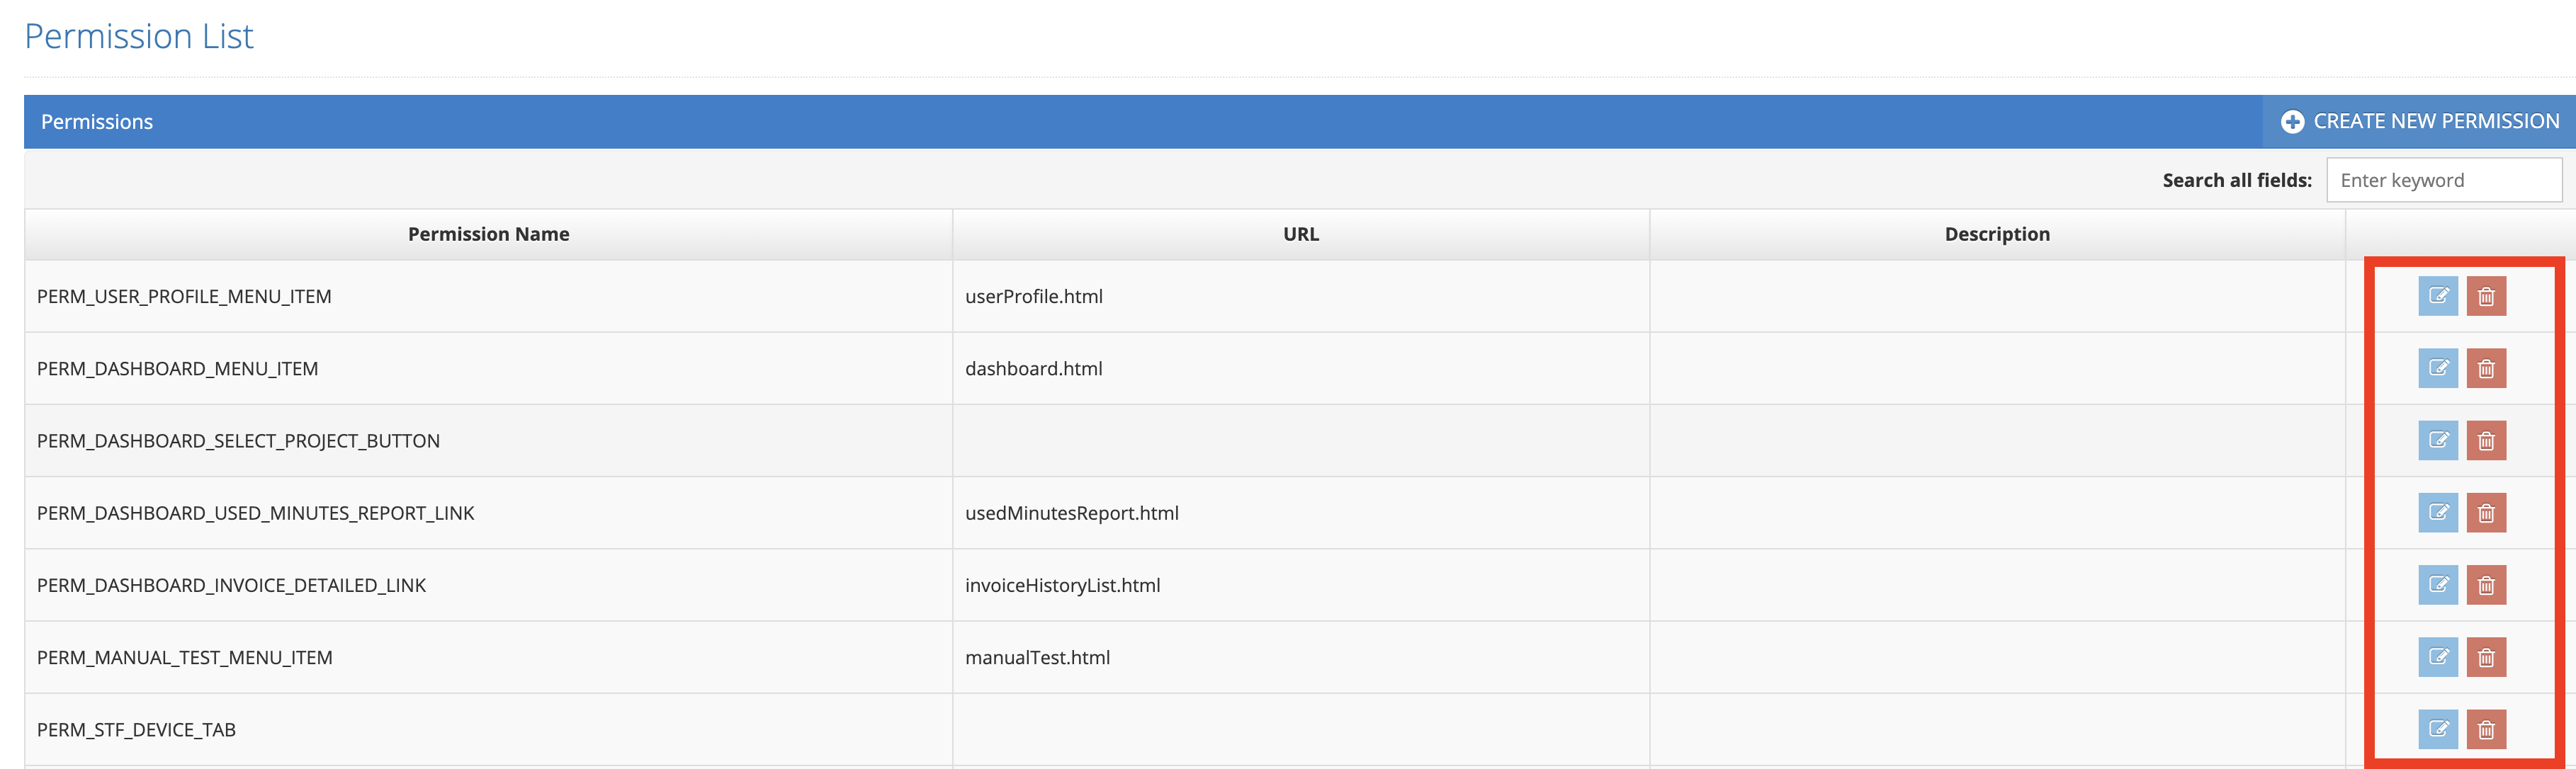 Permission List
Permissions
CREATE NEW PERMISSION
Search all fields: Enter keyword
Permission Name URL Description
PERM_USER_PROFILE_MENU_ITEM userProfile.html
PERM_DASHBOARD_MENU_ITEM dashboard.html
PERM_DASHBOARD_SELECT_PROJECT_BUTTON
PERM_DASHBOARD_USED_MINUTES_REPORT_LINK usedMinutesReport.html
PERM_DASHBOARD_INVOICE_DETAILED_LINK invoiceHistoryList.html
PERM_MANUAL_TEST_MENU_ITEM manualTest.html
PERM_STF_DEVICE_TAB